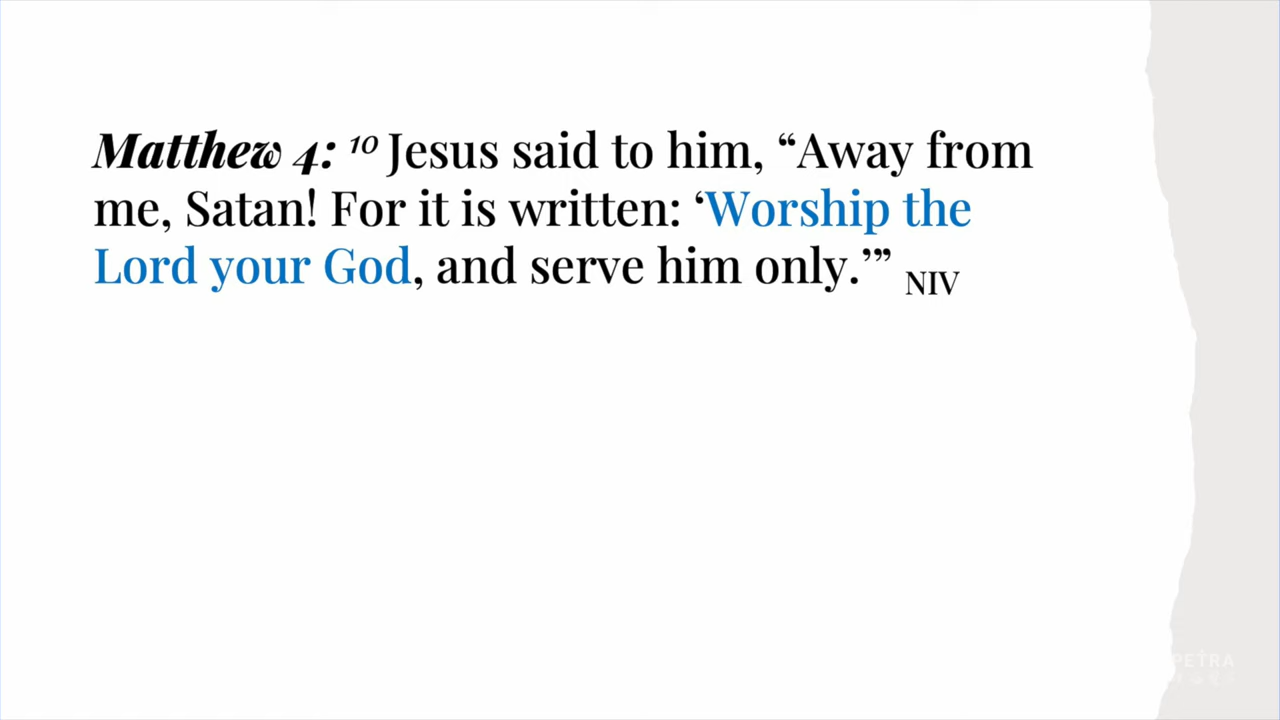 Matthew 4: 10 Jesus said to him, “Away from
me, Satan! For it is written: ‘Worship the
Lord your God, and serve him only.’” NIV
PETRA